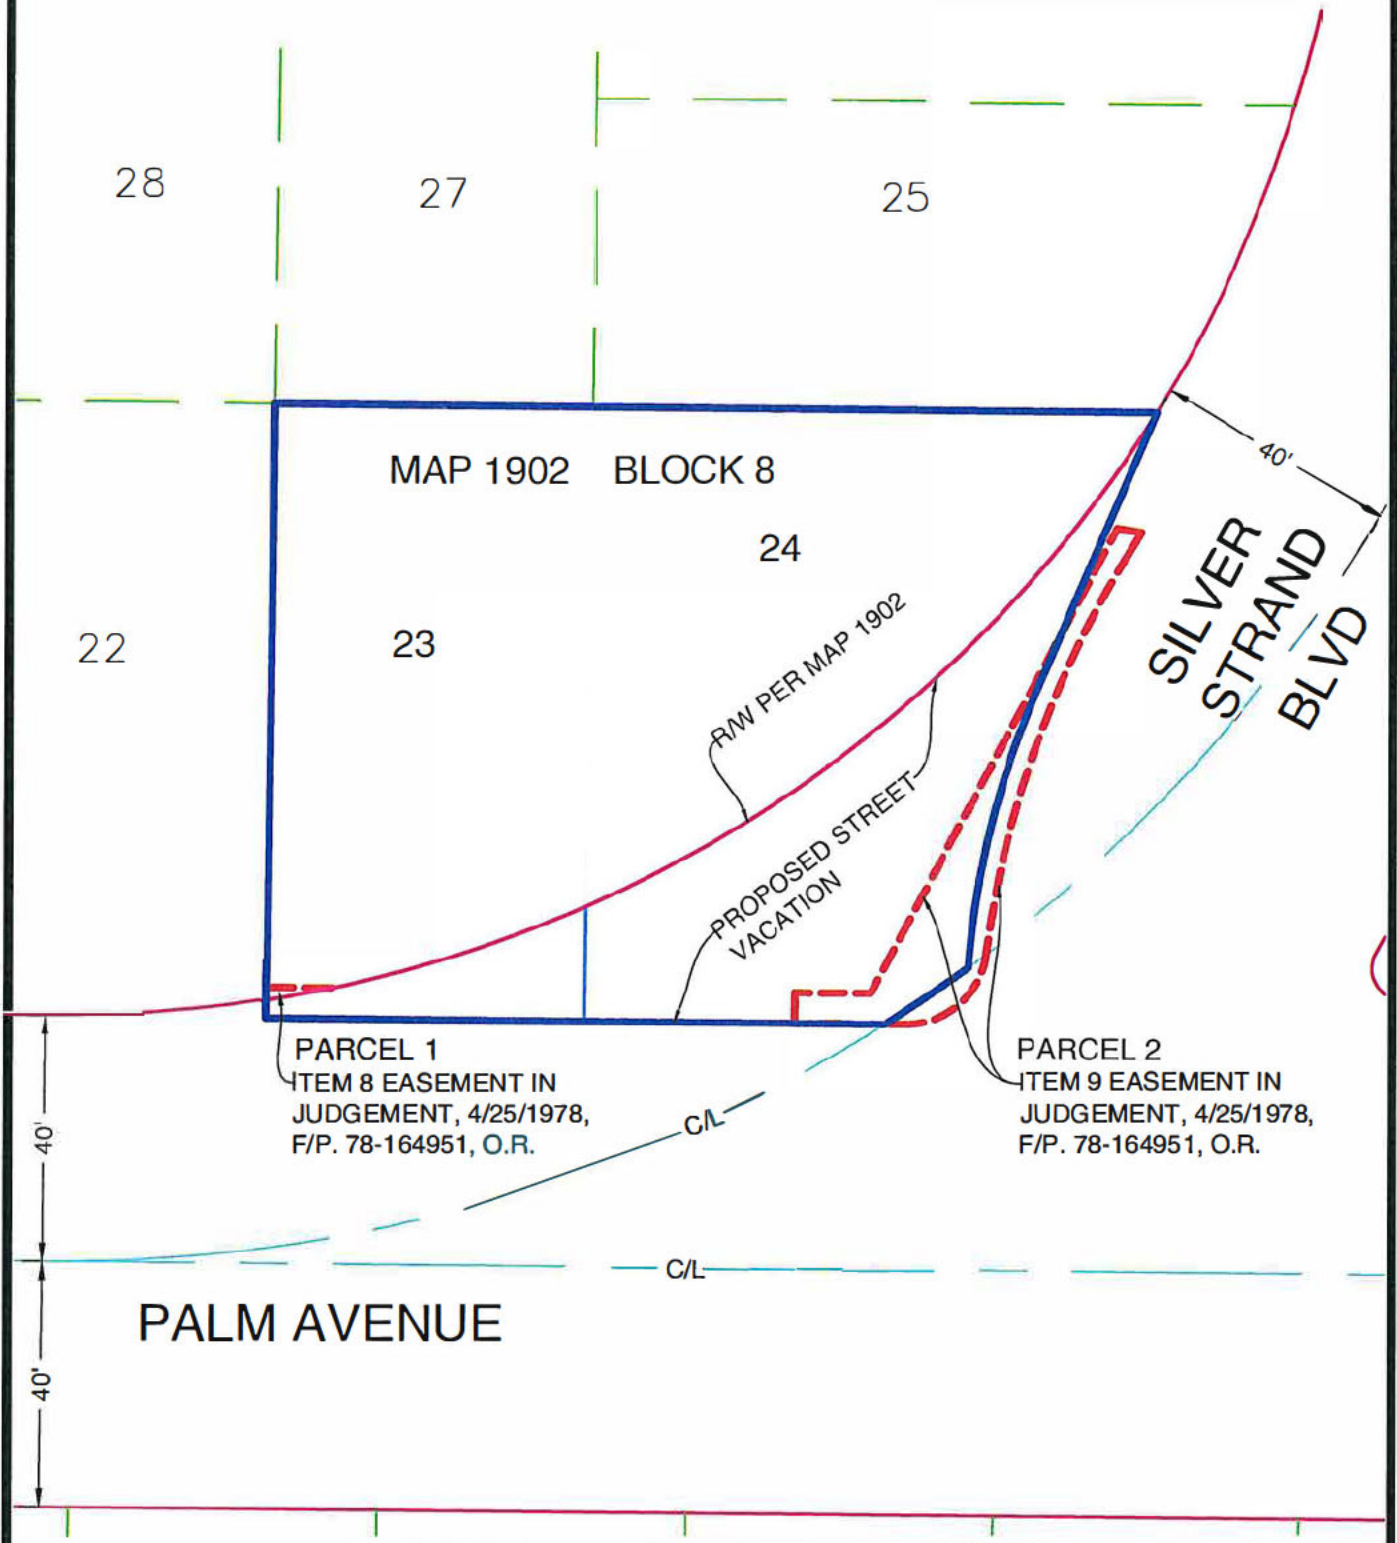 28
27
25
MAP 1902 BLOCK 8
24
40'
SILVER
STRAND
BLVD
22
23
R/W PER MAP 1902
PROPOSED STREET
VACATION
PARCEL 1
ITEM 8 EASEMENT IN
JUDGEMENT, 4/25/1978,
F/P. 78-164951, O.R.
PARCEL 2
ITEM 9 EASEMENT IN
JUDGEMENT, 4/25/1978,
F/P. 78-164951, O.R.
40'
C/L
C/L
PALM AVENUE
40'